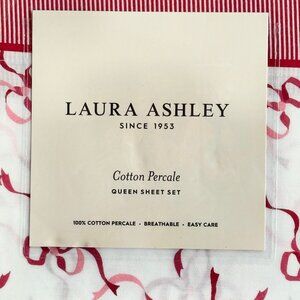 LAURA ASHLEY
SINCE 1953
Cotton Percale
QUEEN SHEET SET
100% COTTON PERCALE • BREATHABLE • EASY CARE